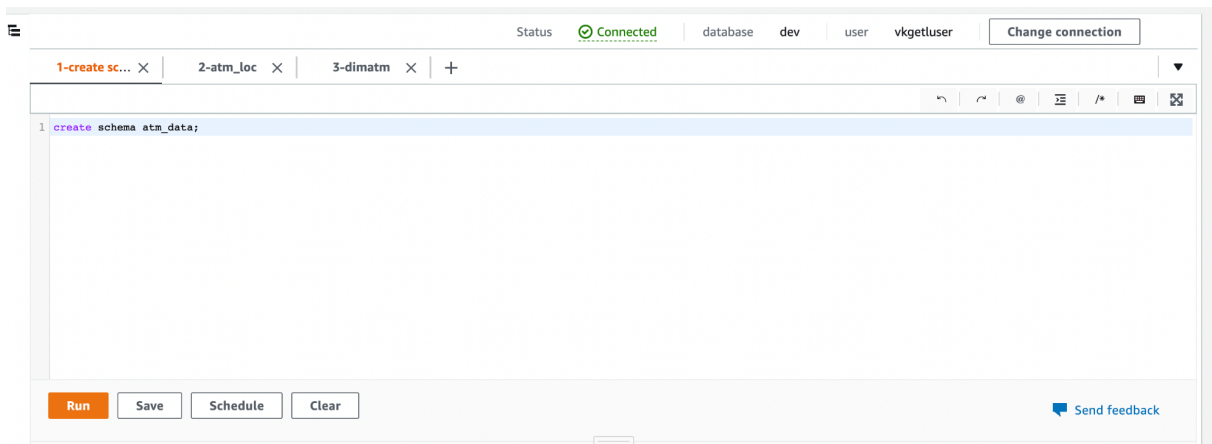 Status Connected database dev user vkgetluser Change connection
1-create sc... 2-atm_loc 3-dimatm
@ /*
1 create schema atm_data;
Run Save Schedule Clear Send feedback